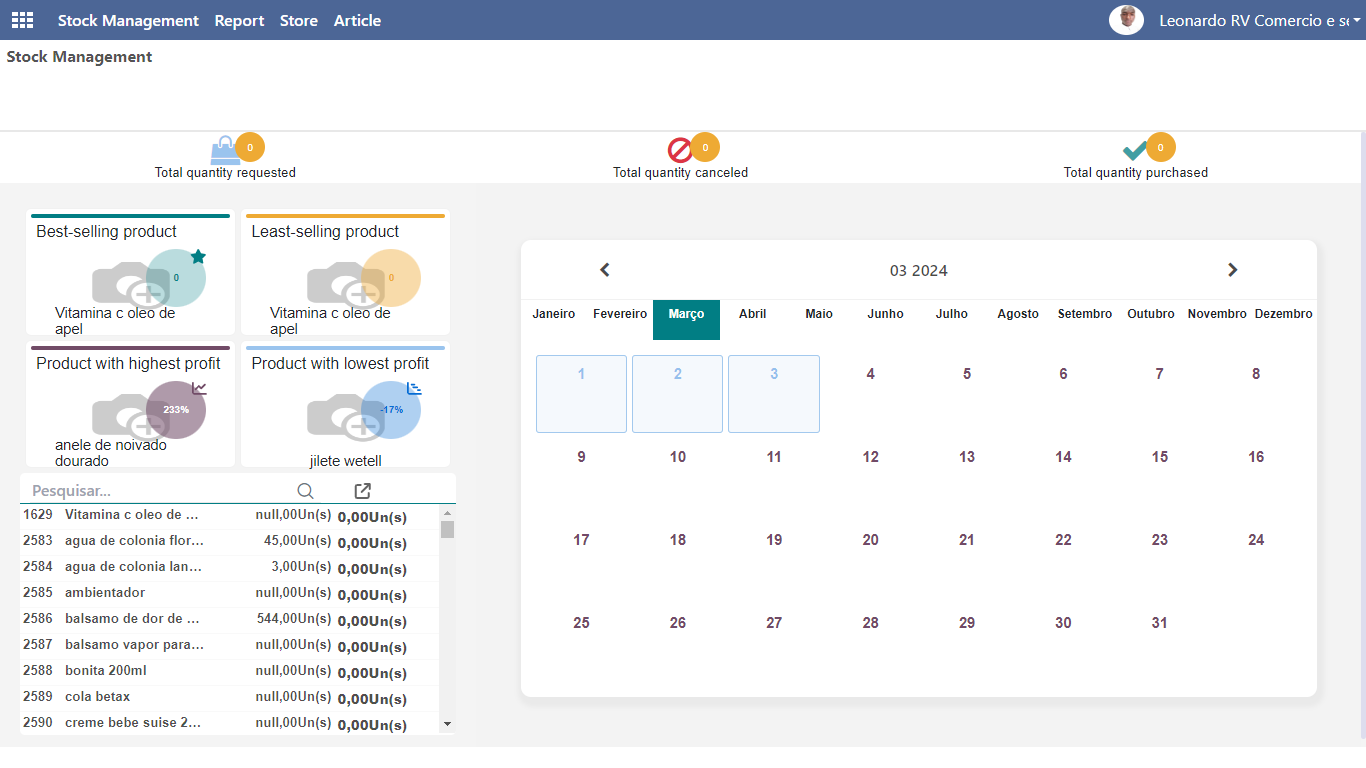 Stock Management Report Store Article
Leonardo RV Comercio e se
Stock Management
0
Total quantity requested
0
Total quantity canceled
0
Total quantity purchased
Best-selling product
0
Vitamina c oleo de
apel
Least-selling product
0
Vitamina c oleo de
apel
Product with highest profit
233%
anele de noivado
dourado
Product with lowest profit
-17%
jilete wetell
Pesquisar...
1629 Vitamina c oleo de ... null,00Un(s) 0,00Un(s)
2583 agua de colonia flor... 45,00Un(s) 0,00Un(s)
2584 agua de colonia lan... 3,00Un(s) 0,00Un(s)
2585 ambientador null,00Un(s) 0,00Un(s)
2586 balsamo de dor de ... 544,00Un(s) 0,00Un(s)
2587 balsamo vapor para... null,00Un(s) 0,00Un(s)
2588 bonita 200ml null,00Un(s) 0,00Un(s)
2589 cola betax null,00Un(s) 0,00Un(s)
2590 creme bebe suise 2... null,00Un(s) 0,00Un(s)
03 2024
Janeiro Fevereiro Março Abril Maio Junho Julho Agosto Setembro Outubro Novembro Dezembro
1 2 3 4 5 6 7 8
9 10 11 12 13 14 15 16
17 18 19 20 21 22 23 24
25 26 27 28 29 30 31